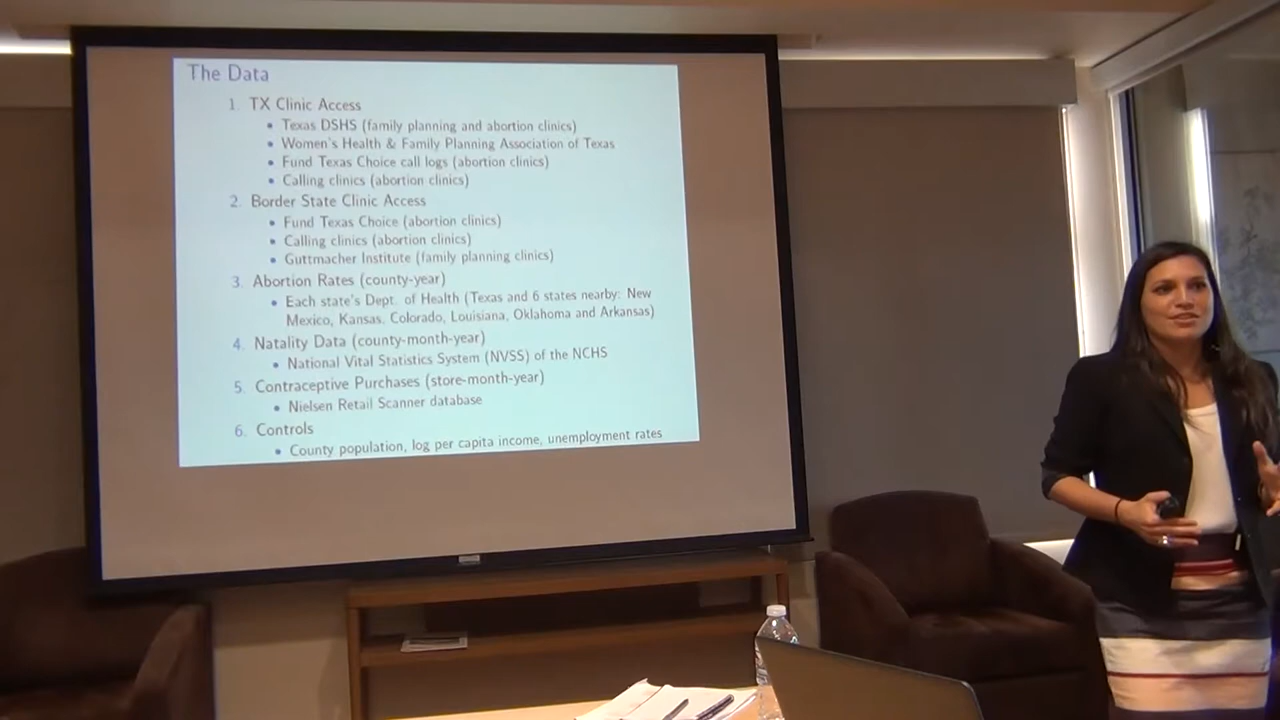 The Data
1. TX Clinic Access
• Texas DSHS (family planning and abortion clinics)
• Women's Health & Family Planning Association of Texas
• Fund Texas Choice call logs (abortion clinics)
• Calling clinics (abortion clinics)
2. Border State Clinic Access
• Fund Texas Choice (abortion clinics)
• Calling clinics (abortion clinics)
• Guttmacher Institute (family planning clinics)
3. Abortion Rates (county-year)
• Each state's Dept. of Health (Texas and 6 states nearby: New
Mexico, Kansas, Colorado, Louisiana, Oklahoma and Arkansas)
4. Natality Data (county-month-year)
• National Vital Statistics System (NVSS) of the NCHS
5. Contraceptive Purchases (store-month-year)
• Nielsen Retail Scanner database
6. Controls
• County population, log per capita income, unemployment rates